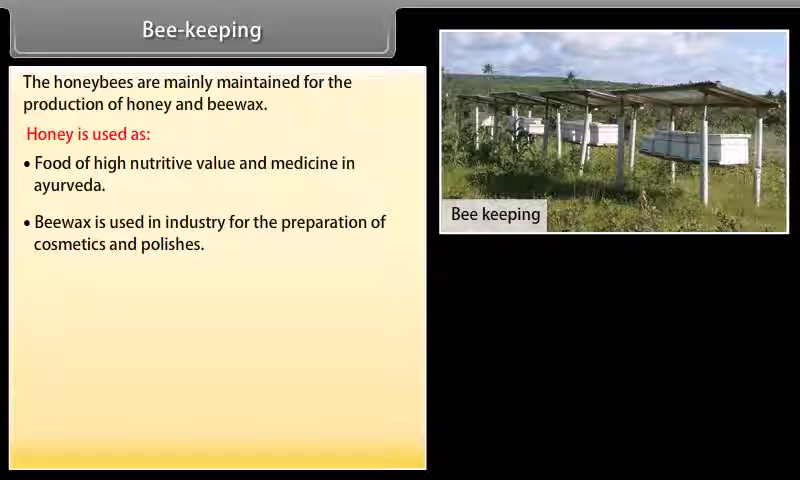 Bee-keeping
The honeybees are mainly maintained for the
production of honey and beewax.
Honey is used as:
• Food of high nutritive value and medicine in
ayurveda.
• Beewax is used in industry for the preparation of
cosmetics and polishes.
Bee keeping